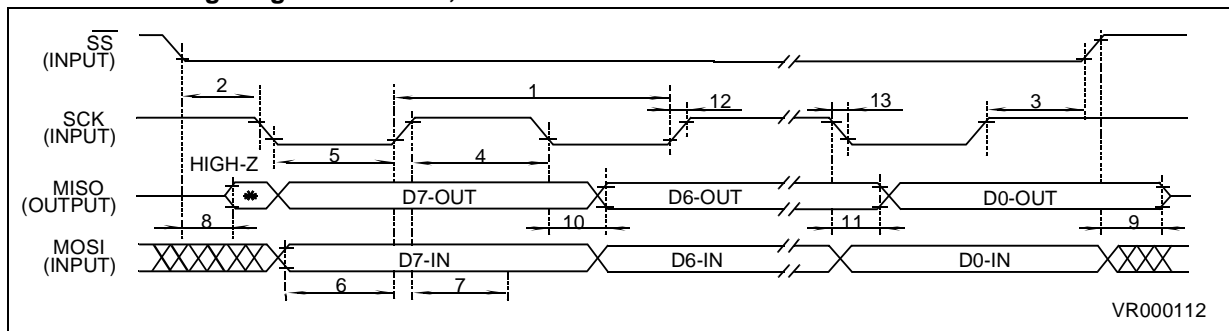 SS
(INPUT)
2
1
12
13
3
SCK
(INPUT)
5
4
HIGH-Z
MISO
(OUTPUT)
*
D7-OUT
D6-OUT
D0-OUT
8
10
11
9
MOSI
(INPUT)
D7-IN
D6-IN
D0-IN
6
7
VR000112